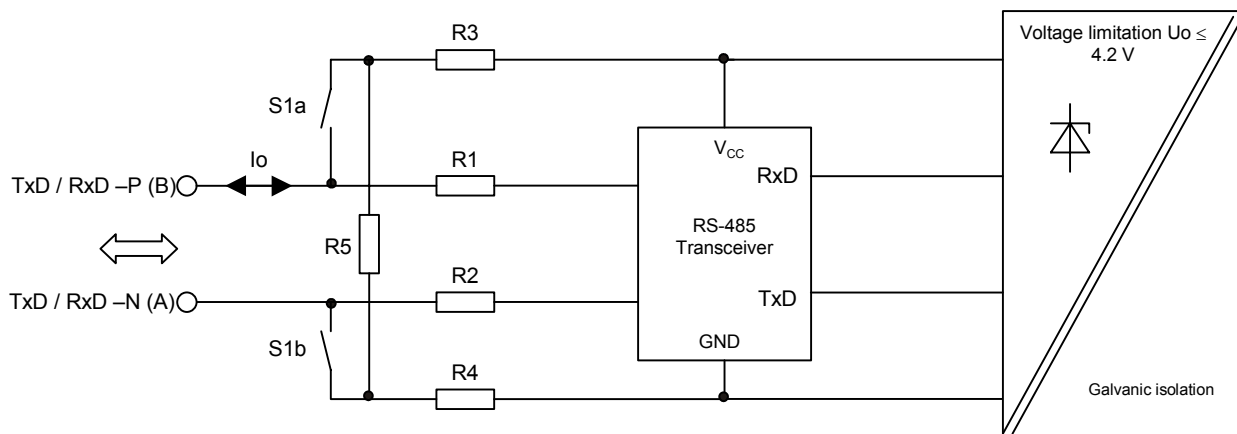 R3
Voltage limitation Uo ≤
4.2 V
S1a
V_CC
Io
R1
RxD
TxD / RxD –P (B)
R5
RS-485
Transceiver
R2
TxD
TxD / RxD –N (A)
GND
S1b
R4
Galvanic isolation